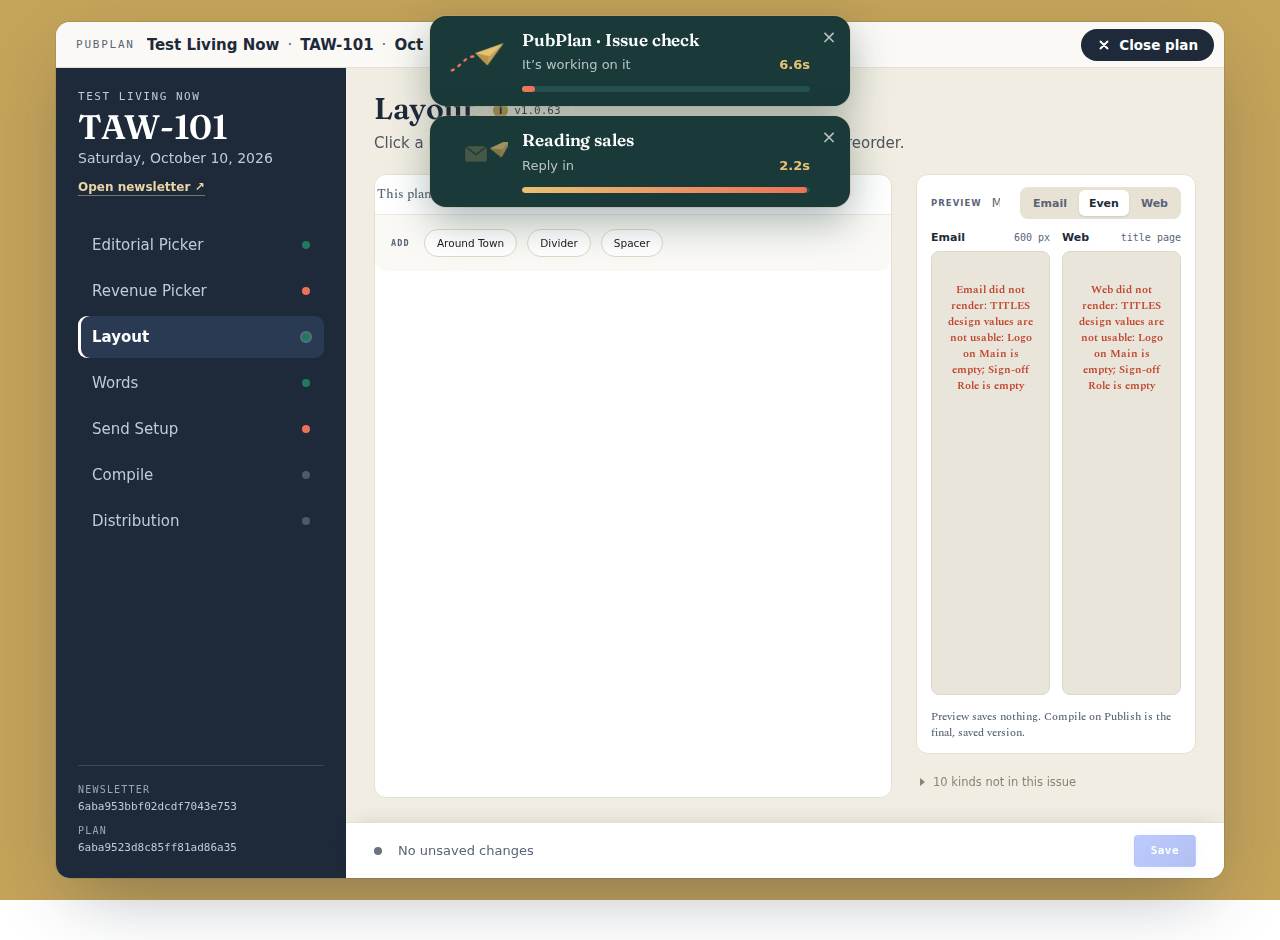 PUBPLAN Test Living Now · TAW-101 · Oct
Close plan
PubPlan · Issue check
It’s working on it 6.6s
Reading sales
Reply in 2.2s
TEST LIVING NOW
TAW-101
Saturday, October 10, 2026
Open newsletter ↗
Editorial Picker
Revenue Picker
Layout
Words
Send Setup
Compile
Distribution
NEWSLETTER
6aba953bbf02dcdf7043e753
PLAN
6aba9523d8c85ff81ad86a35
Layout v1.0.63
Click a reorder.
This plan
ADD Around Town Divider Spacer
PREVIEW M Email Even Web
Email 600 px Web title page
Email did not
render: TITLES
design values are
not usable: Logo
on Main is
empty; Sign-off
Role is empty
Web did not
render: TITLES
design values are
not usable: Logo
on Main is
empty; Sign-off
Role is empty
Preview saves nothing. Compile on Publish is the
final, saved version.
10 kinds not in this issue
No unsaved changes
Save